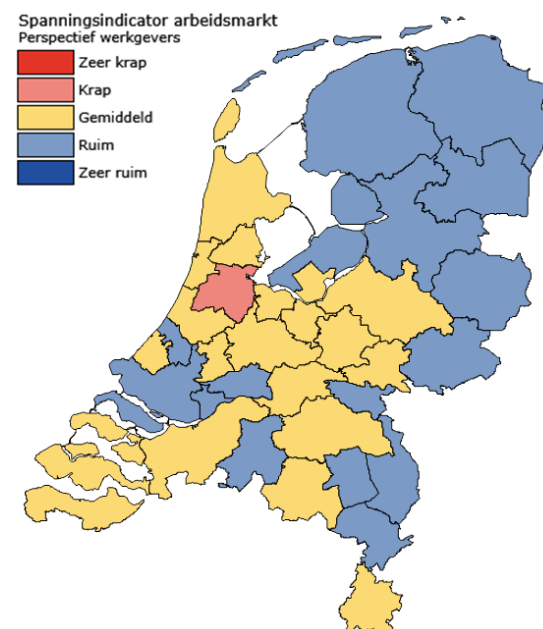 Spanningsindicator arbeidsmarkt
Perspectief werkgevers
Zeer krap
Krap
Gemiddeld
Ruim
Zeer ruim